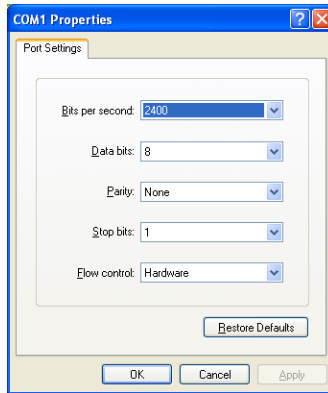 COM1 Properties
Port Settings
Bits per second: 2400
Data bits: 8
Parity: None
Stop bits: 1
Flow control: Hardware
Restore Defaults
OK Cancel Apply